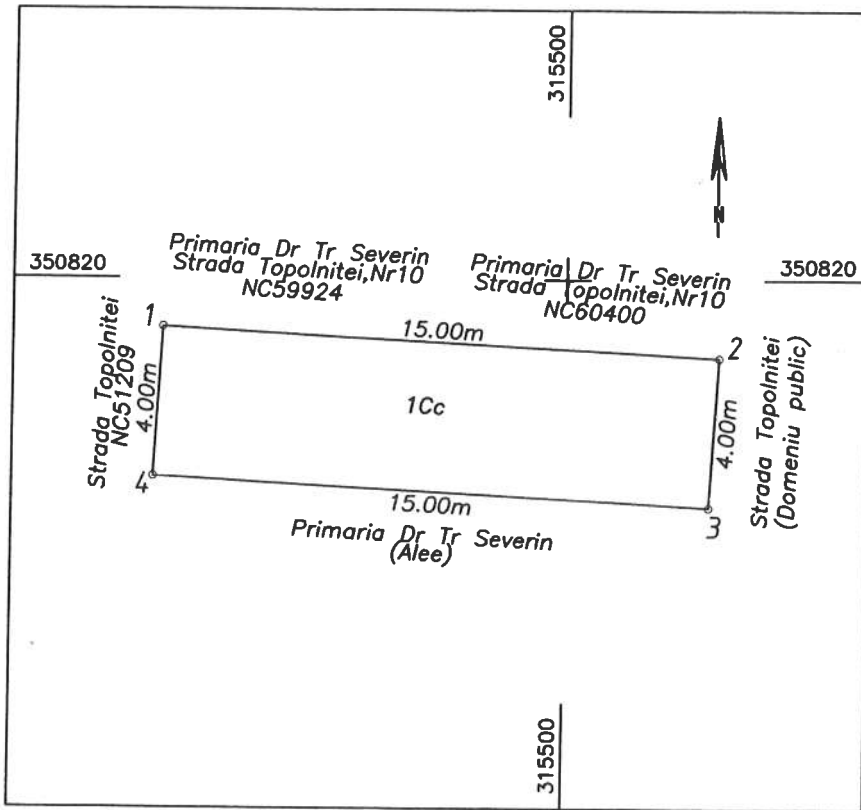 315500
N
350820
Primaria Dr Tr Severin
Strada Topolnitei,Nr10
NC59924
Primaria Dr Tr Severin
Strada Topolnitei,Nr10
NC60400
350820
1
15.00m
2
Strada Topolnitei
NC51209
4.00m
1Cc
4.00m
Strada Topolnitei
(Domeniu public)
4
15.00m
3
Primaria Dr Tr Severin
(Alee)
315500